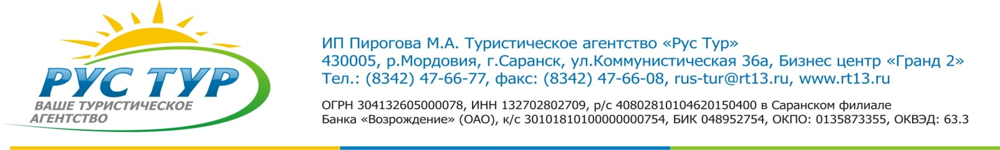 РУС ТУР
ВАШЕ ТУРИСТИЧЕСКОЕ
АГЕНТСТВО
ИП Пирогова М.А. Туристическое агентство «Рус Тур»
430005, р.Мордовия, г.Саранск, ул.Коммунистическая 36а, Бизнес центр «Гранд 2»
Тел.: (8342) 47-66-77, факс: (8342) 47-66-08, rus-tur@rt13.ru, www.rt13.ru
ОГРН 304132605000078, ИНН 132702802709, р/с 40802810104620150400 в Саранском филиале
Банка «Возрождение» (ОАО), к/с 30101810100000000754, БИК 048952754, ОКПО: 0135873355, ОКВЭД: 63.3